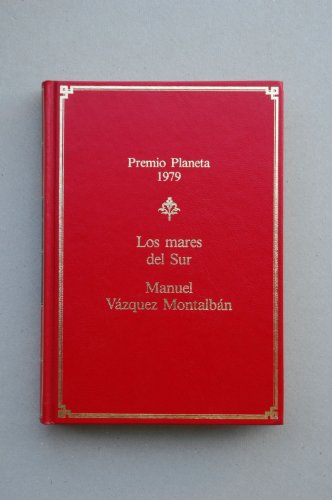 Premio Planeta
1979
Los mares
del Sur
Manuel
Vázquez Montalbán